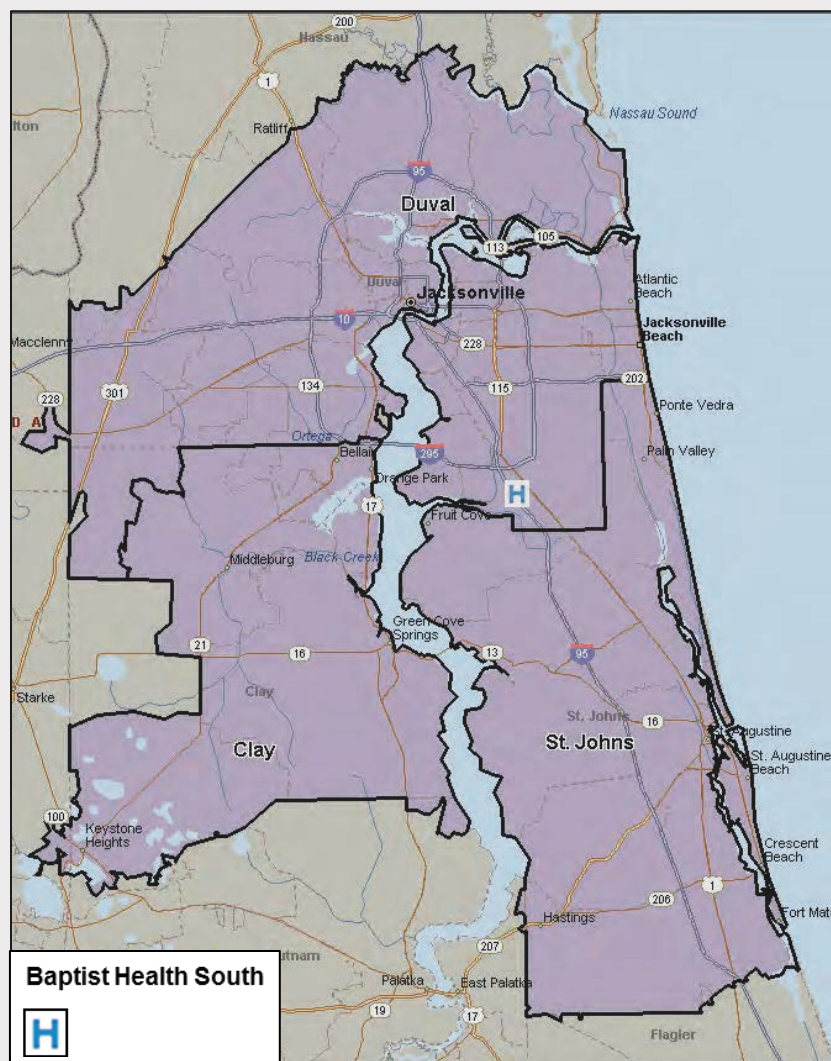 200
Nassau
1
Nassau Sound
Ratliff
lton
95
Duval
113
105
Duval
Atlantic
Beach
Jacksonville
10
Jacksonville
Beach
Macclenny
228
134
115
202
228
301
D A
Ponte Vedra
Ortega
Bellair
295
Palm Valley
Orange Park
H
17
Fruit Cove
Middleburg
Black Creek
Green Cove
Springs
21
16
13
95
Starke
Clay
St. Johns
16
St. Augustine
Clay
St. Johns
St. Augustine
Beach
100
Keystone
Heights
Crescent
Beach
206
1
Fort Mat
Hastings
207
utnam
Baptist Health South
H
Palatka
East Palatka
19
17
Flagler